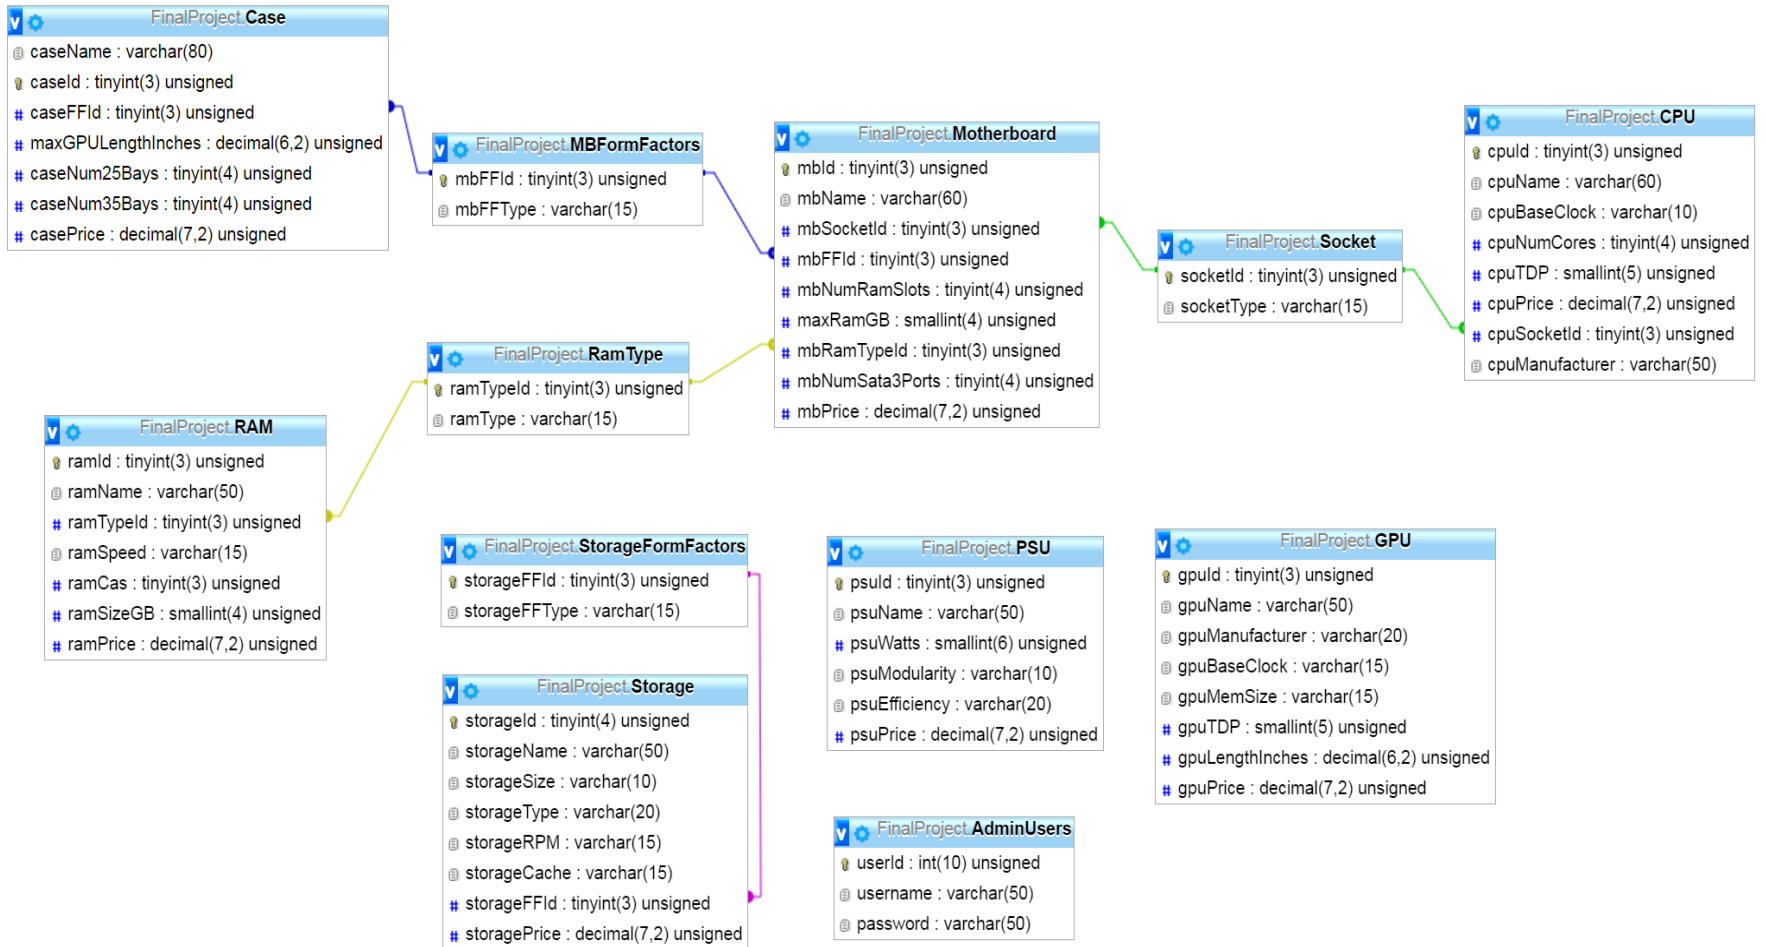 FinalProject.Case
caseName : varchar(80)
caseId : tinyint(3) unsigned
caseFFId : tinyint(3) unsigned
maxGPULengthInches : decimal(6,2) unsigned
caseNum25Bays : tinyint(4) unsigned
caseNum35Bays : tinyint(4) unsigned
casePrice : decimal(7,2) unsigned
FinalProject.MBFormFactors
mbFFId : tinyint(3) unsigned
mbFFType : varchar(15)
FinalProject.Motherboard
mbId : tinyint(3) unsigned
mbName : varchar(60)
mbSocketId : tinyint(3) unsigned
mbFFId : tinyint(3) unsigned
mbNumRamSlots : tinyint(4) unsigned
maxRamGB : smallint(4) unsigned
mbRamTypeId : tinyint(3) unsigned
mbNumSata3Ports : tinyint(4) unsigned
mbPrice : decimal(7,2) unsigned
FinalProject.Socket
socketId : tinyint(3) unsigned
socketType : varchar(15)
FinalProject.CPU
cpuId : tinyint(3) unsigned
cpuName : varchar(60)
cpuBaseClock : varchar(10)
cpuNumCores : tinyint(4) unsigned
cpuTDP : smallint(5) unsigned
cpuPrice : decimal(7,2) unsigned
cpuSocketId : tinyint(3) unsigned
cpuManufacturer : varchar(50)
FinalProject.RamType
ramTypeId : tinyint(3) unsigned
ramType : varchar(15)
FinalProject.RAM
ramId : tinyint(3) unsigned
ramName : varchar(50)
ramTypeId : tinyint(3) unsigned
ramSpeed : varchar(15)
ramCas : tinyint(3) unsigned
ramSizeGB : smallint(4) unsigned
ramPrice : decimal(7,2) unsigned
FinalProject.StorageFormFactors
storageFFId : tinyint(3) unsigned
storageFFType : varchar(15)
FinalProject.Storage
storageId : tinyint(4) unsigned
storageName : varchar(50)
storageSize : varchar(10)
storageType : varchar(20)
storageRPM : varchar(15)
storageCache : varchar(15)
storageFFId : tinyint(3) unsigned
storagePrice : decimal(7,2) unsigned
FinalProject.PSU
psuId : tinyint(3) unsigned
psuName : varchar(50)
psuWatts : smallint(6) unsigned
psuModularity : varchar(10)
psuEfficiency : varchar(20)
psuPrice : decimal(7,2) unsigned
FinalProject.GPU
gpuId : tinyint(3) unsigned
gpuName : varchar(50)
gpuManufacturer : varchar(20)
gpuBaseClock : varchar(15)
gpuMemSize : varchar(15)
gpuTDP : smallint(5) unsigned
gpuLengthInches : decimal(6,2) unsigned
gpuPrice : decimal(7,2) unsigned
FinalProject.AdminUsers
userId : int(10) unsigned
username : varchar(50)
password : varchar(50)